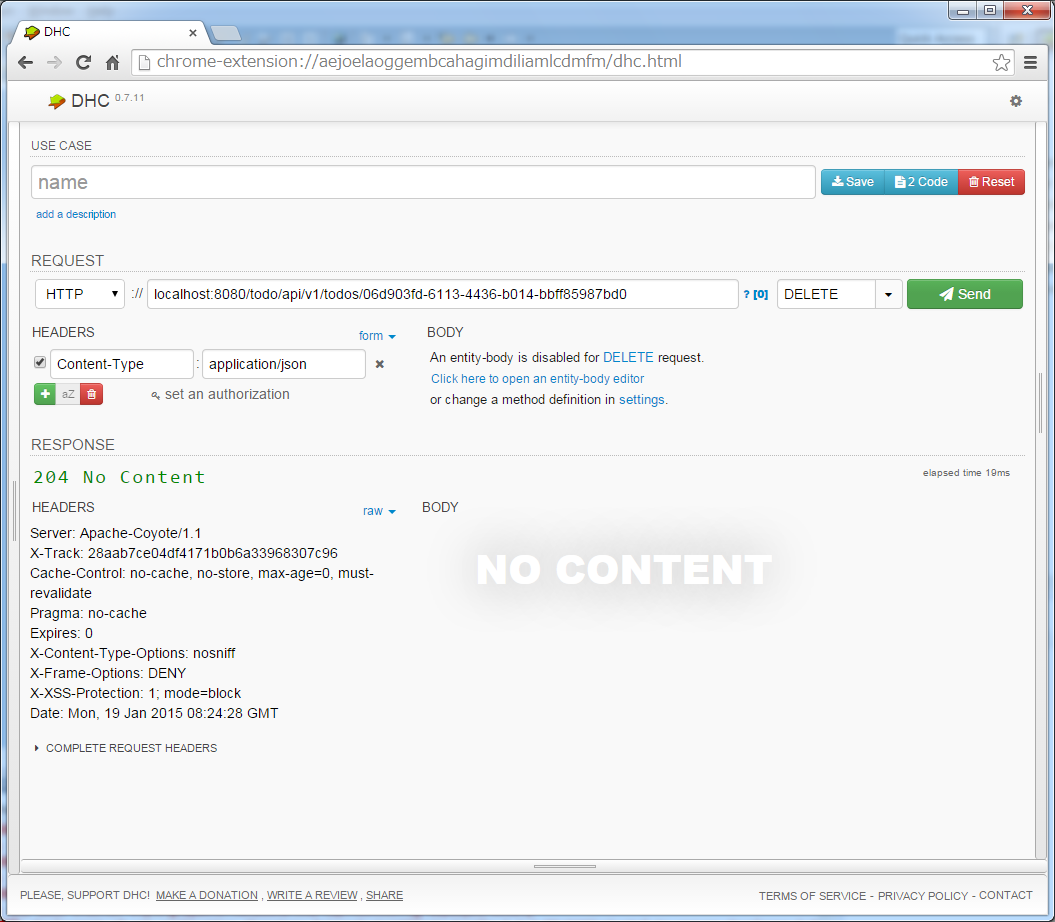 DHC
chrome-extension://aejoelaoggembcahagimdiliamlcdmfm/dhc.html
DHC 0.7.11
USE CASE
name
Save 2 Code Reset
add a description
REQUEST
HTTP :// localhost:8080/todo/api/v1/todos/06d903fd-6113-4436-b014-bbff85987bd0 ? [0] DELETE Send
HEADERS form BODY
Content-Type : application/json
An entity-body is disabled for DELETE request.
Click here to open an entity-body editor
or change a method definition in settings.
aZ set an authorization
RESPONSE
204 No Content elapsed time 19ms
HEADERS raw BODY
Server: Apache-Coyote/1.1
X-Track: 28aab7ce04df4171b0b6a33968307c96
Cache-Control: no-cache, no-store, max-age=0, must-
revalidate
Pragma: no-cache
Expires: 0
X-Content-Type-Options: nosniff
X-Frame-Options: DENY
X-XSS-Protection: 1; mode=block
Date: Mon, 19 Jan 2015 08:24:28 GMT
NO CONTENT
COMPLETE REQUEST HEADERS
PLEASE, SUPPORT DHC! MAKE A DONATION , WRITE A REVIEW , SHARE
TERMS OF SERVICE - PRIVACY POLICY - CONTACT